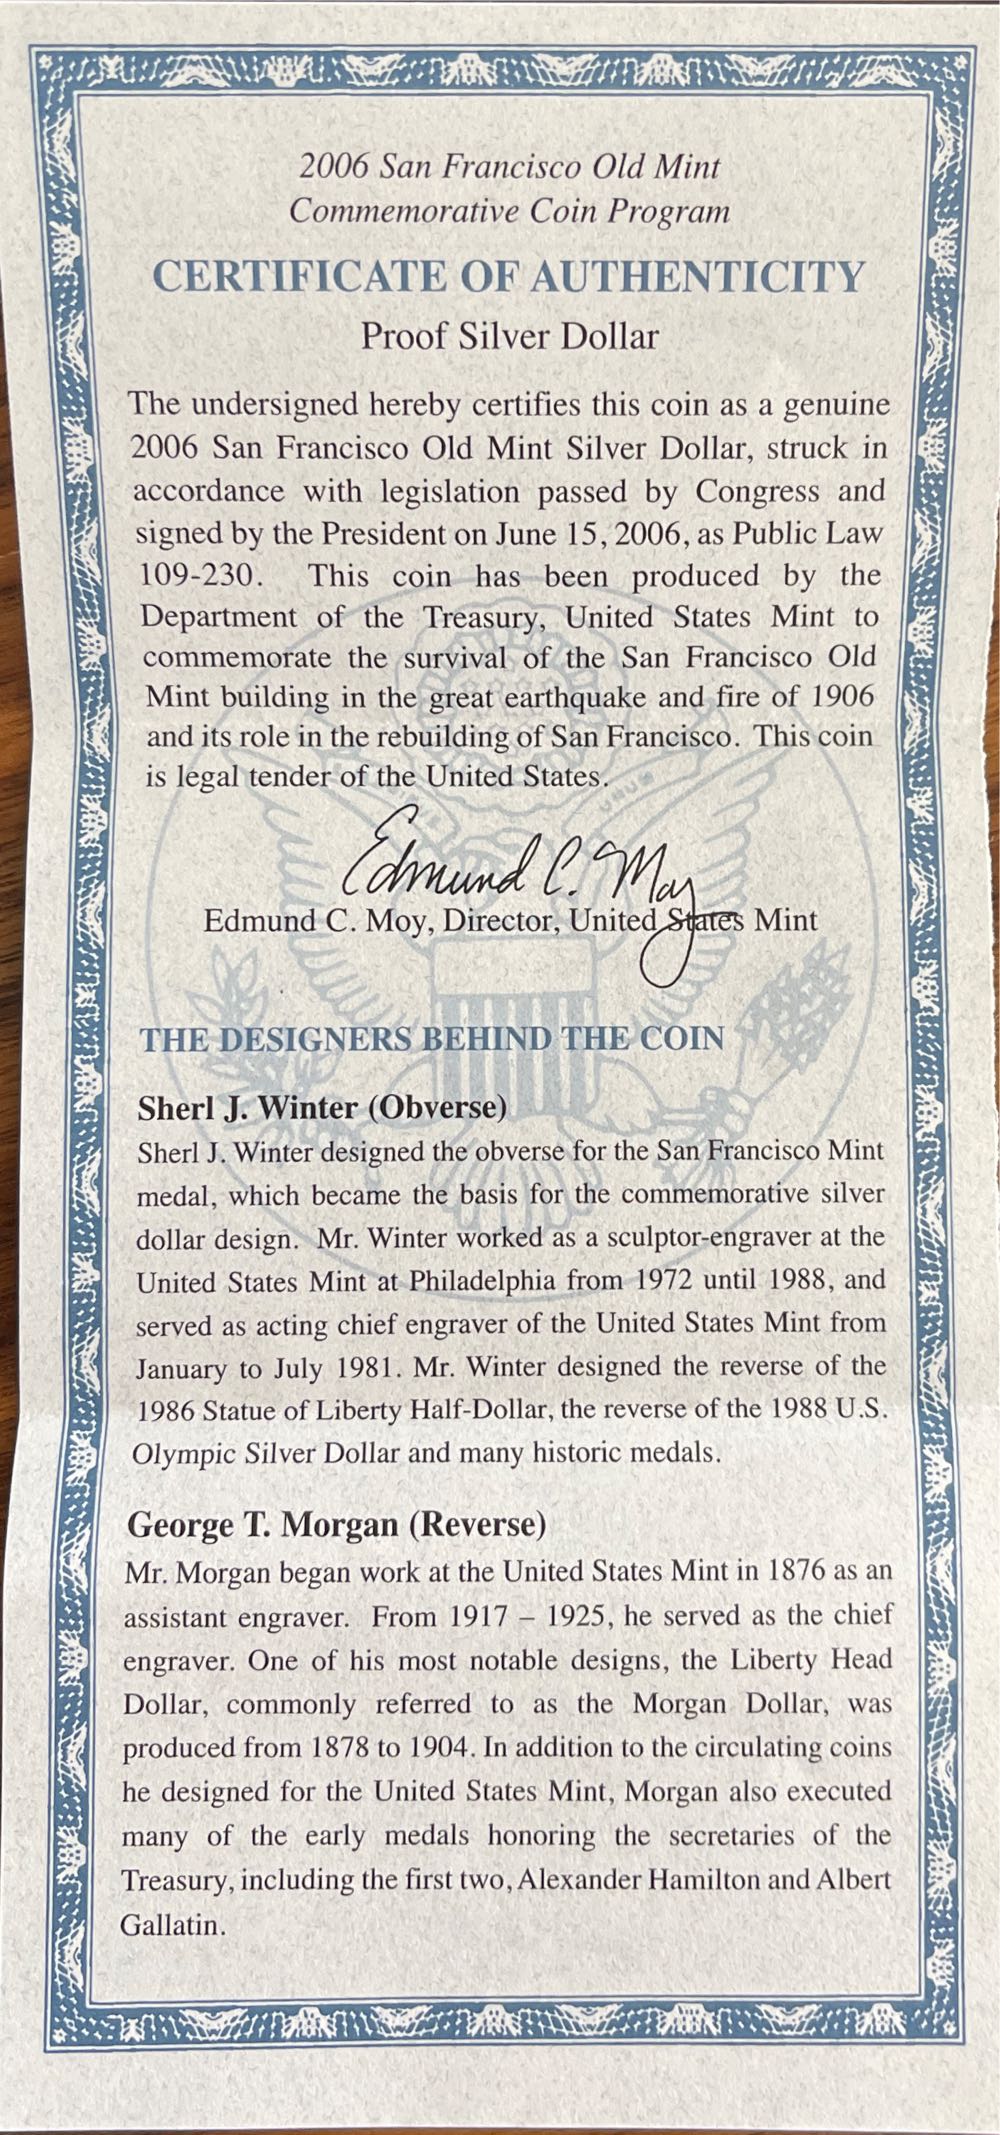 2006 San Francisco Old Mint
Commemorative Coin Program
CERTIFICATE OF AUTHENTICITY
Proof Silver Dollar
The undersigned hereby certifies this coin as a genuine
2006 San Francisco Old Mint Silver Dollar, struck in
accordance with legislation passed by Congress and
signed by the President on June 15, 2006, as Public Law
109-230. This coin has been produced by the
Department of the Treasury, United States Mint to
commemorate the survival of the San Francisco Old
Mint building in the great earthquake and fire of 1906
and its role in the rebuilding of San Francisco. This coin
is legal tender of the United States.
Edmund C. Moy
Edmund C. Moy, Director, United States Mint
THE DESIGNERS BEHIND THE COIN
Sherl J. Winter (Obverse)
Sherl J. Winter designed the obverse for the San Francisco Mint
medal, which became the basis for the commemorative silver
dollar design. Mr. Winter worked as a sculptor-engraver at the
United States Mint at Philadelphia from 1972 until 1988, and
served as acting chief engraver of the United States Mint from
January to July 1981. Mr. Winter designed the reverse of the
1986 Statue of Liberty Half-Dollar, the reverse of the 1988 U.S.
Olympic Silver Dollar and many historic medals.
George T. Morgan (Reverse)
Mr. Morgan began work at the United States Mint in 1876 as an
assistant engraver. From 1917 – 1925, he served as the chief
engraver. One of his most notable designs, the Liberty Head
Dollar, commonly referred to as the Morgan Dollar, was
produced from 1878 to 1904. In addition to the circulating coins
he designed for the United States Mint, Morgan also executed
many of the early medals honoring the secretaries of the
Treasury, including the first two, Alexander Hamilton and Albert
Gallatin.